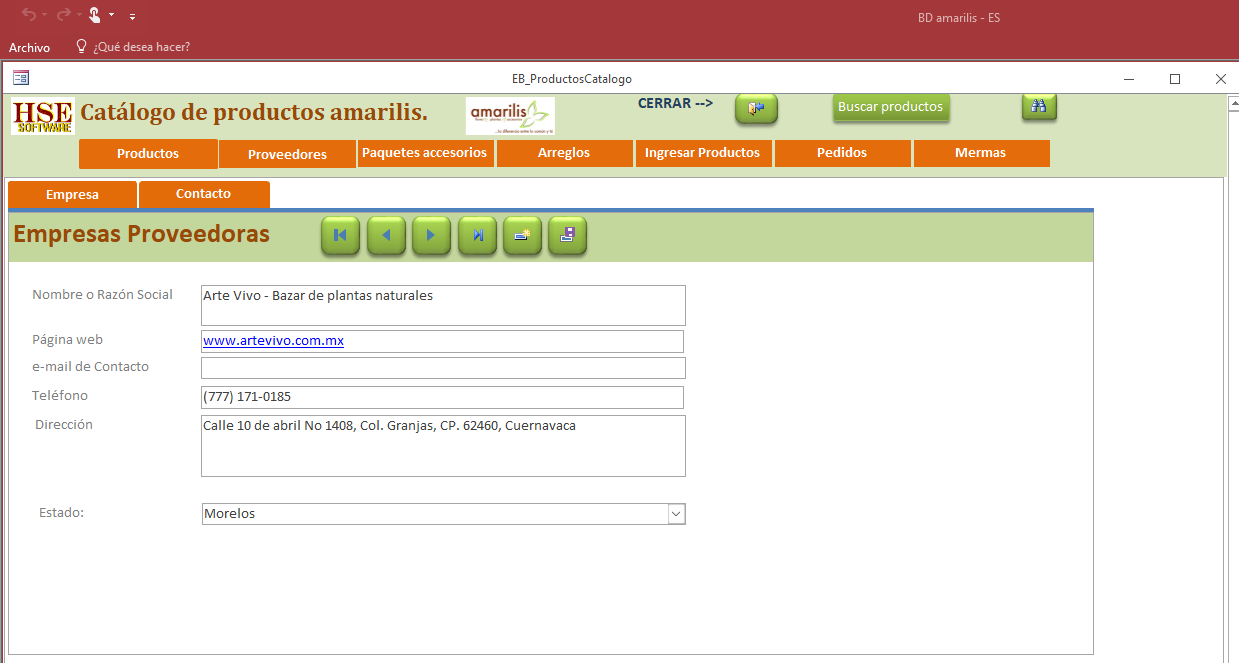 BD amarilis - ES
Archivo
¿Qué desea hacer?
EB_ProductosCatalogo
HSE
SOFTWARE
Catálogo de productos amarilis.
amarilis
CERRAR -->
Buscar productos
Productos
Proveedores
Paquetes accesorios
Arreglos
Ingresar Productos
Pedidos
Mermas
Empresa
Contacto
Empresas Proveedoras
Nombre o Razón Social
Arte Vivo - Bazar de plantas naturales
Página web
www.artevivo.com.mx
e-mail de Contacto
Teléfono
(777) 171-0185
Dirección
Calle 10 de abril No 1408, Col. Granjas, CP. 62460, Cuernavaca
Estado:
Morelos